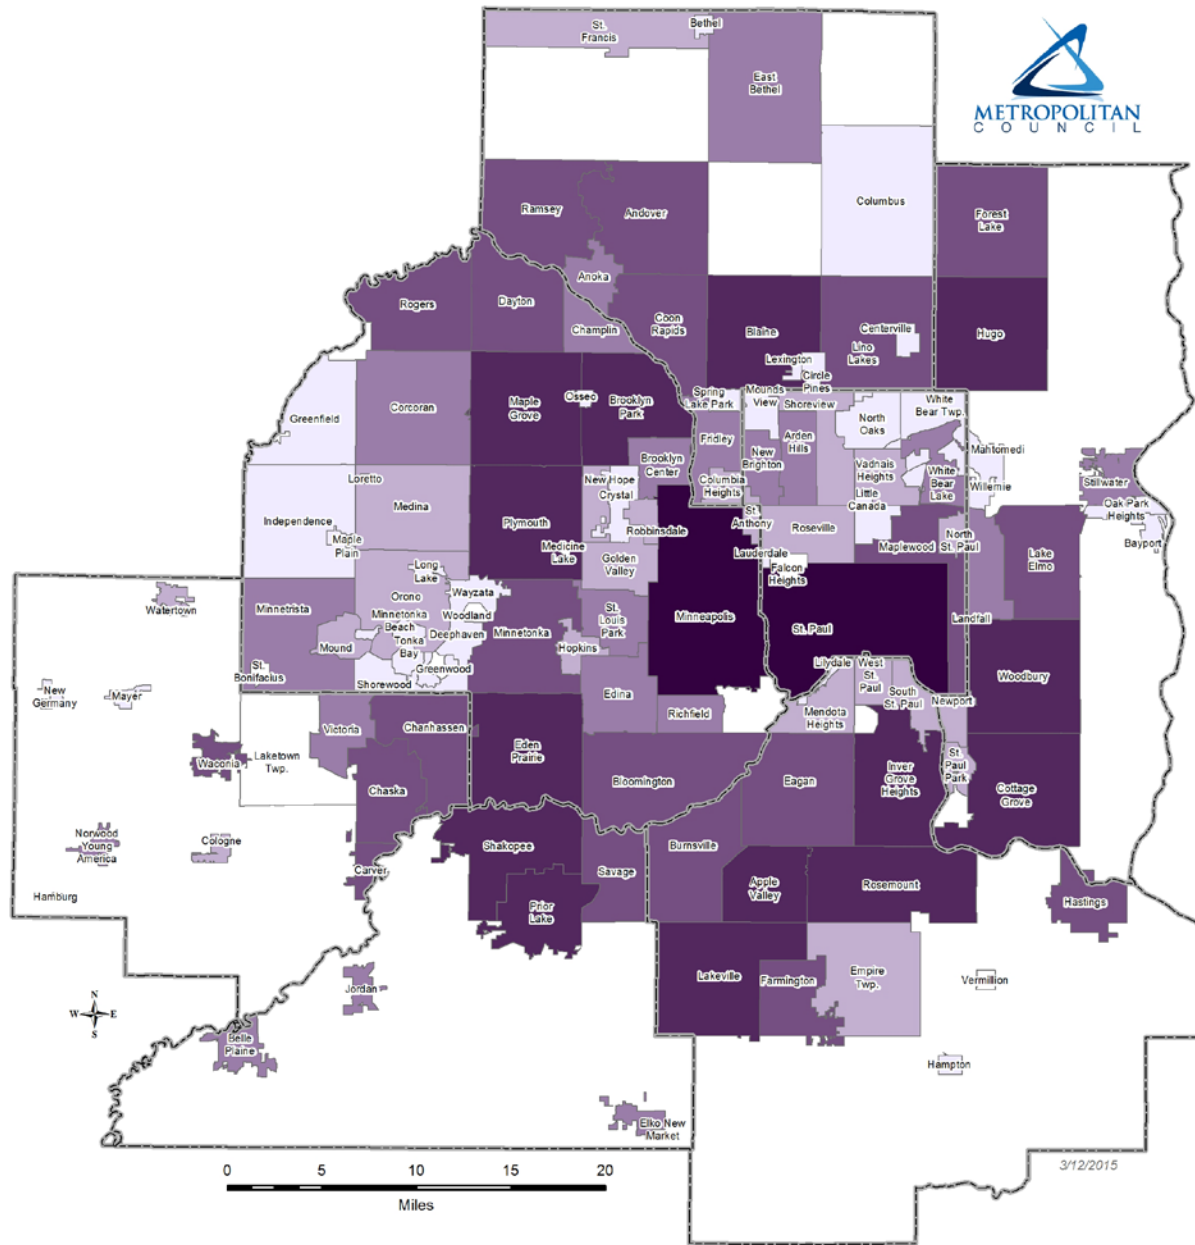 St.
Francis
Bethel
East
Bethel
METROPOLITAN
COUNCIL
Ramsey
Andover
Columbus
Forest
Lake
Anoka
Rogers
Dayton
Champlin
Coon
Rapids
Blaine
Centerville
Lino
Lakes
Hugo
Lexington
Circle
Pines
Greenfield
Corcoran
Maple
Grove
Osseo
Brooklyn
Park
Spring
Lake Park
Mounds
View
Shoreview
North
Oaks
White
Bear Twp.
Fridley
Arden
Hills
New
Brighton
Brooklyn
Center
Vadnais
Heights
White
Bear
Lake
Mahtomedi
Willernie
Stillwater
Oak Park
Heights
Bayport
Loretto
Medina
New Hope
Crystal
Columbia
Heights
Little
Canada
Independence
Maple
Plain
Plymouth
Robbinsdale
St.
Anthony
Roseville
North
St. Paul
Maplewood
Medicine
Lake
Golden
Valley
Lauderdale
Falcon
Heights
Lake
Elmo
Long
Lake
Wayzata
Watertown
Minnetrista
Orono
Minnetonka
Beach
Woodland
Deephaven
Tonka
Bay
Mound
Greenwood
Shorewood
St.
Bonifacius
Minnetonka
St.
Louis
Park
Hopkins
Minneapolis
St. Paul
Landfall
Woodbury
New
Germany
Mayer
Lilydale
West
St.
Paul
South
St. Paul
Newport
Mendota
Heights
Edina
Richfield
Victoria
Chanhassen
Waconia
Laketown
Twp.
Chaska
Eden
Prairie
Bloomington
Eagan
Inver
Grove
Heights
St.
Paul
Park
Cottage
Grove
Norwood
Young
America
Cologne
Hamburg
Carver
Shakopee
Savage
Prior
Lake
Burnsville
Apple
Valley
Rosemount
Hastings
Lakeville
Farmington
Empire
Twp.
Vermillion
Jordan
Belle
Plaine
Hampton
Elko New
Market
N
W
E
S
0
5
10
15
20
Miles
3/12/2015